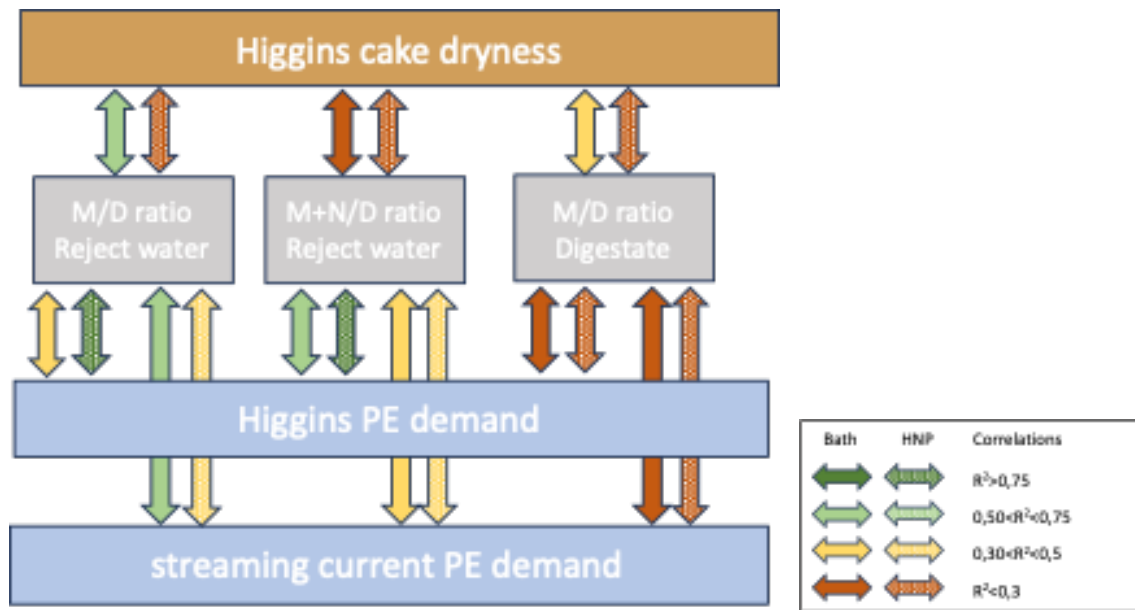 Higgins cake dryness
M/D ratio
Reject water
M+N/D ratio
Reject water
M/D ratio
Digestate
Higgins PE demand
streaming current PE demand
Bath HNP Correlations
R²>0,75
0,50<R²<0,75
0,30<R²<0,5
R²<0,3